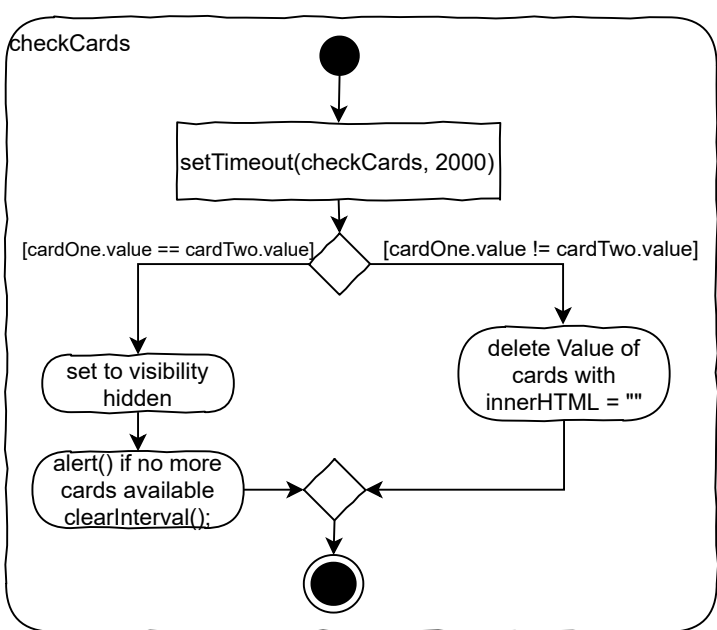 checkCards
setTimeout(checkCards, 2000)
[cardOne.value == cardTwo.value]
[cardOne.value != cardTwo.value]
set to visibility
hidden
delete Value of
cards with
innerHTML = ""
alert() if no more
cards available
clearInterval();